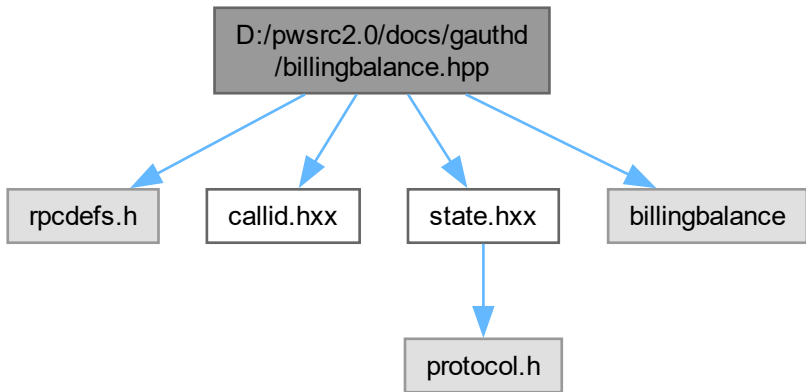 D:/pwsrc2.0/docs/gauthd
/billingbalance.hpp
rpcdefs.h
callid.hxx
state.hxx
billingbalance
protocol.h